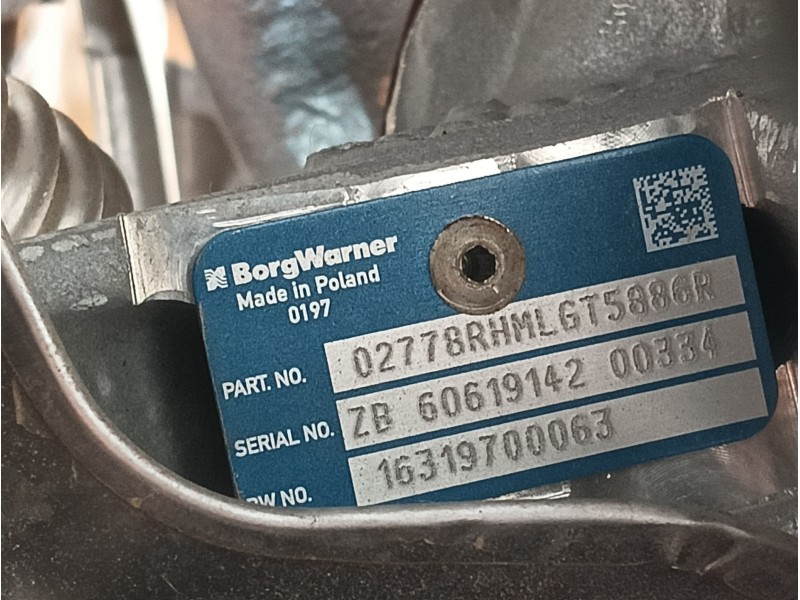 BorgWarner
Made in Poland
0197
PART. NO. 02778RHMLGT5886R
SERIAL NO. ZB 60619142 00334
BW NO. 16319700063